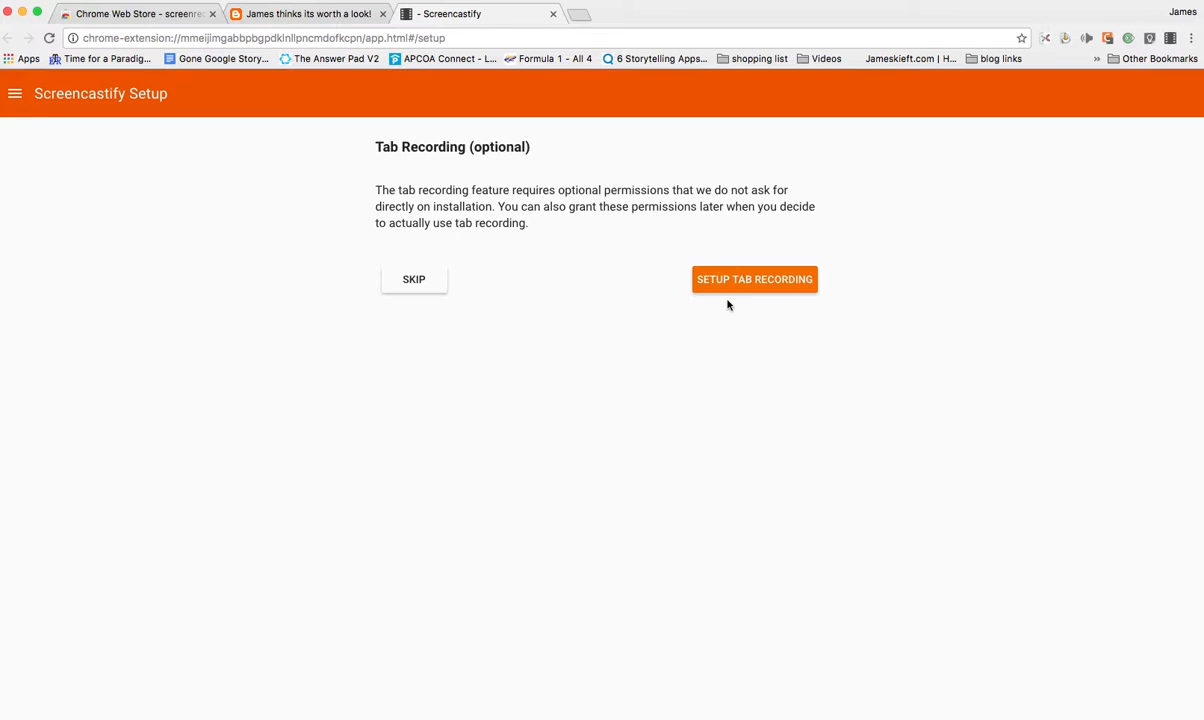 Chrome Web Store - screenrec
James thinks its worth a look!
- Screencastify
James
chrome-extension://mmeijimgabbpbgpdklnllpncmdofkcpn/app.html#/setup
Apps Time for a Paradig... Gone Google Story... The Answer Pad V2 APCOA Connect - L... Formula 1 - All 4 6 Storytelling Apps... shopping list Videos Jameskieft.com | H... blog links » Other Bookmarks
Screencastify Setup
Tab Recording (optional)
The tab recording feature requires optional permissions that we do not ask for
directly on installation. You can also grant these permissions later when you decide
to actually use tab recording.
SKIP
SETUP TAB RECORDING